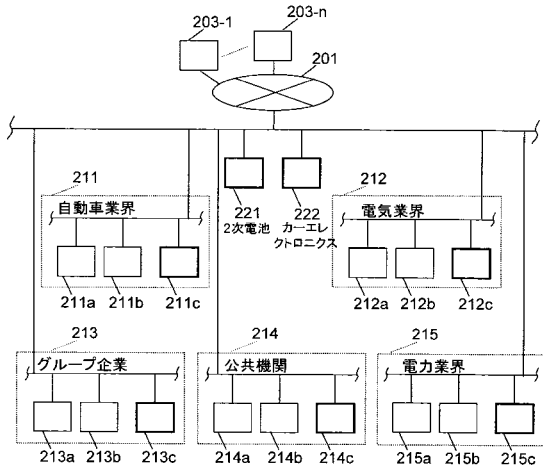 203-1
203-n
201
211
自動車業界
211a
211b
211c
221
2次電池
222
カーエレ
クトロニクス
212
電気業界
212a
212b
212c
213
グループ企業
213a
213b
213c
214
公共機関
214a
214b
214c
215
電力業界
215a
215b
215c